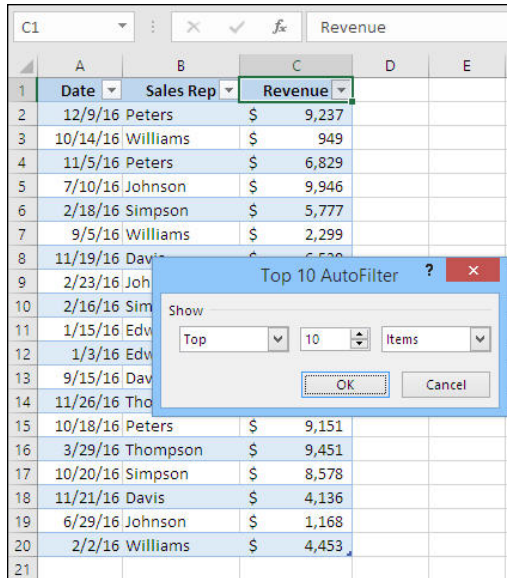 C1 fx Revenue
A B C D E
1 Date Sales Rep Revenue
2 12/9/16 Peters $ 9,237
3 10/14/16 Williams $ 949
4 11/5/16 Peters $ 6,829
5 7/10/16 Johnson $ 9,946
6 2/18/16 Simpson $ 5,777
7 9/5/16 Williams $ 2,299
8 11/19/16
9 2/23/16 Joh
10 2/16/16 Sim
11 1/15/16 Edw
12 1/3/16 Edw
13 9/15/16 Dav
14 11/26/16 Tho
Top 10 AutoFilter ?
Show
Top 10 Items
OK Cancel
15 10/18/16 Peters $ 9,151
16 3/29/16 Thompson $ 9,451
17 10/20/16 Simpson $ 8,578
18 11/21/16 Davis $ 4,136
19 6/29/16 Johnson $ 1,168
20 2/2/16 Williams $ 4,453
21